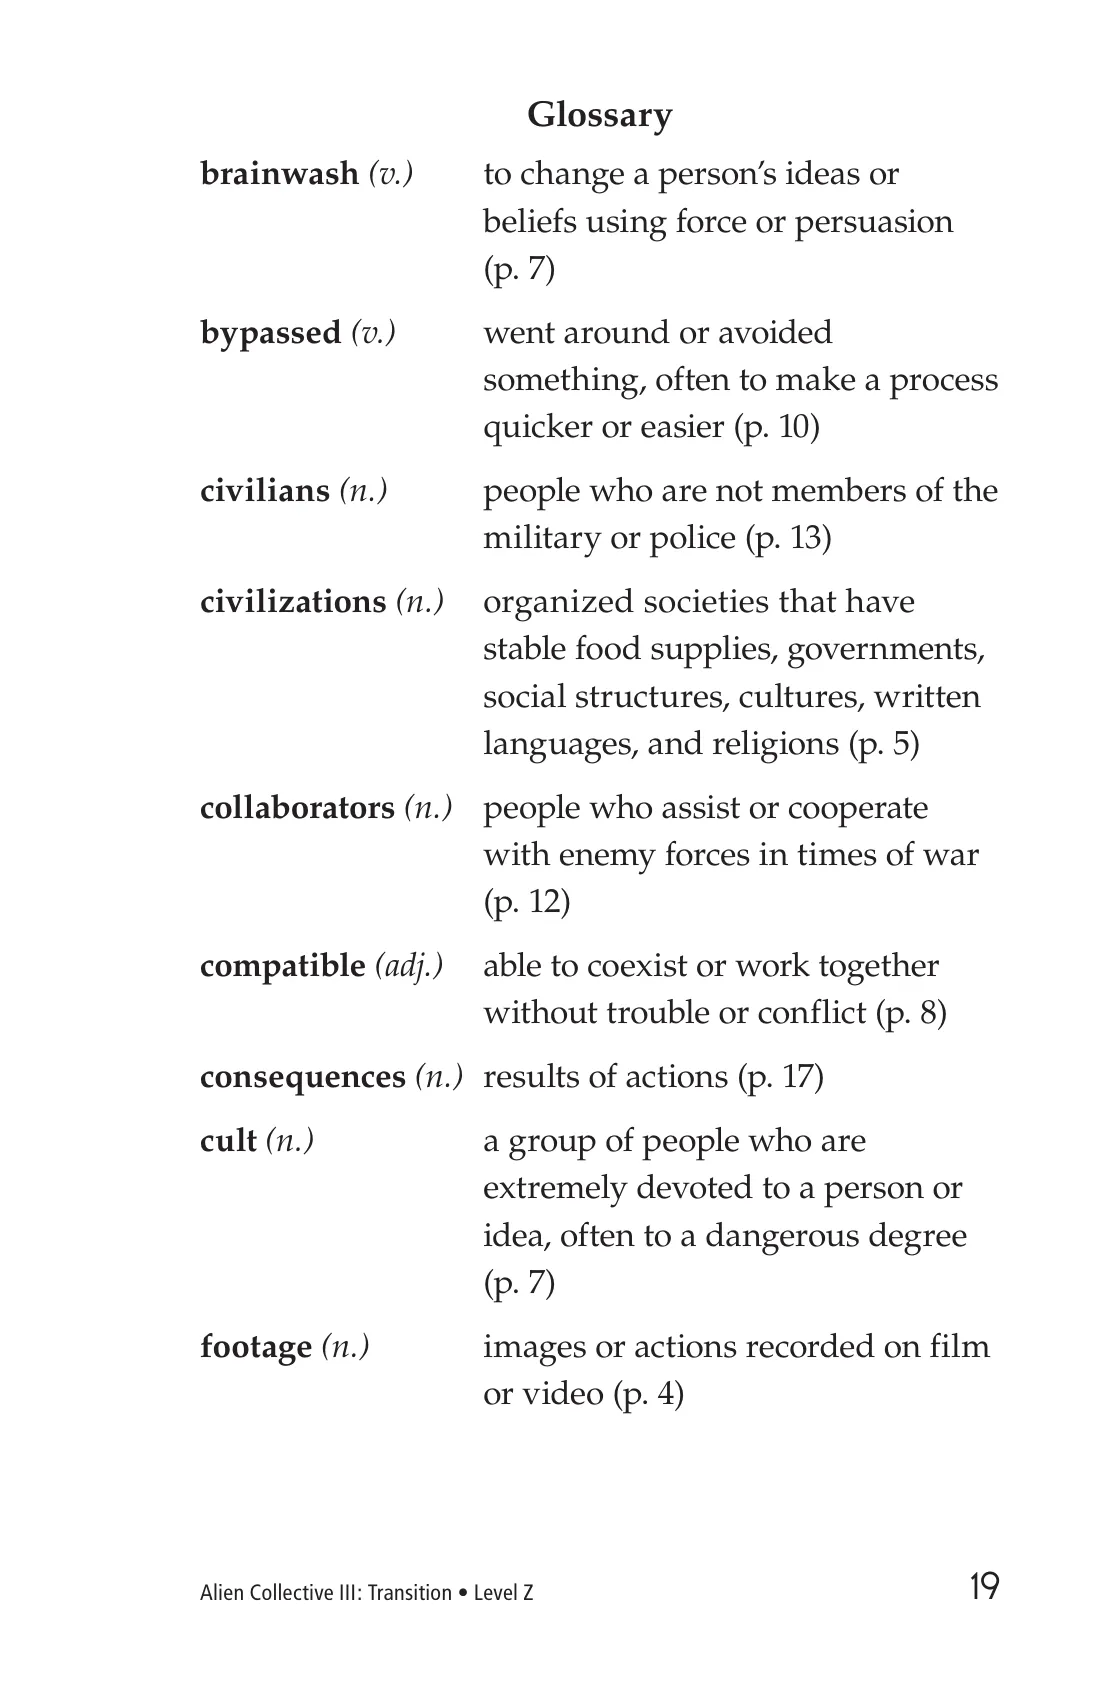 Glossary
brainwash (v.) to change a person’s ideas or
beliefs using force or persuasion
(p. 7)
bypassed (v.) went around or avoided
something, often to make a process
quicker or easier (p. 10)
civilians (n.) people who are not members of the
military or police (p. 13)
civilizations (n.) organized societies that have
stable food supplies, governments,
social structures, cultures, written
languages, and religions (p. 5)
collaborators (n.) people who assist or cooperate
with enemy forces in times of war
(p. 12)
compatible (adj.) able to coexist or work together
without trouble or conflict (p. 8)
consequences (n.) results of actions (p. 17)
cult (n.) a group of people who are
extremely devoted to a person or
idea, often to a dangerous degree
(p. 7)
footage (n.) images or actions recorded on film
or video (p. 4)
Alien Collective III: Transition • Level Z 19